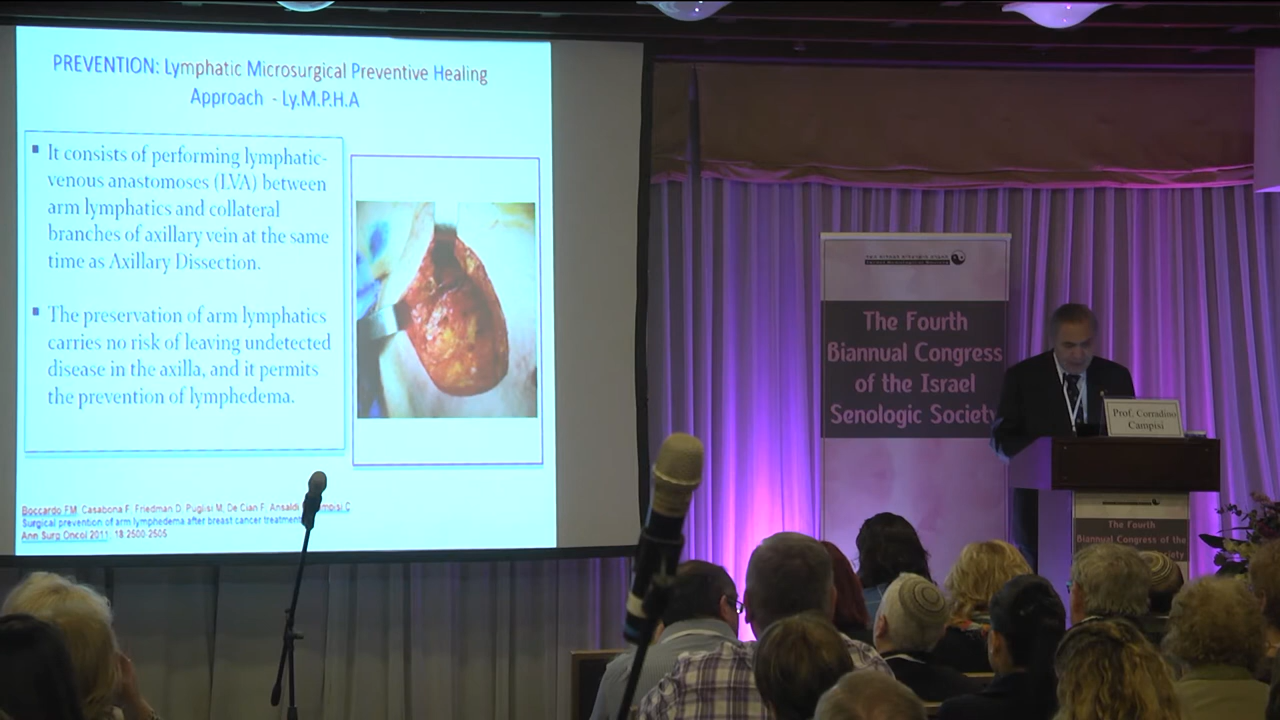 PREVENTION: Lymphatic Microsurgical Preventive Healing
Approach - Ly.M.P.H.A
▪ It consists of performing lymphatic-
venous anastomoses (LVA) between
arm lymphatics and collateral
branches of axillary vein at the same
time as Axillary Dissection.
▪ The preservation of arm lymphatics
carries no risk of leaving undetected
disease in the axilla, and it permits
the prevention of lymphedema.
Boccardo FM, Casabona F, Friedman D, Puglisi M, De Cian F, Ansaldi
Surgical prevention of arm lymphedema after breast cancer treatment
Ann Surg Oncol 2011 18:2500-2505
The Fourth
Biannual Congress
of the Israel
Senologic Society
Prof. Corradino
Campisi
The Fourth
Biannual Congress of the
Society